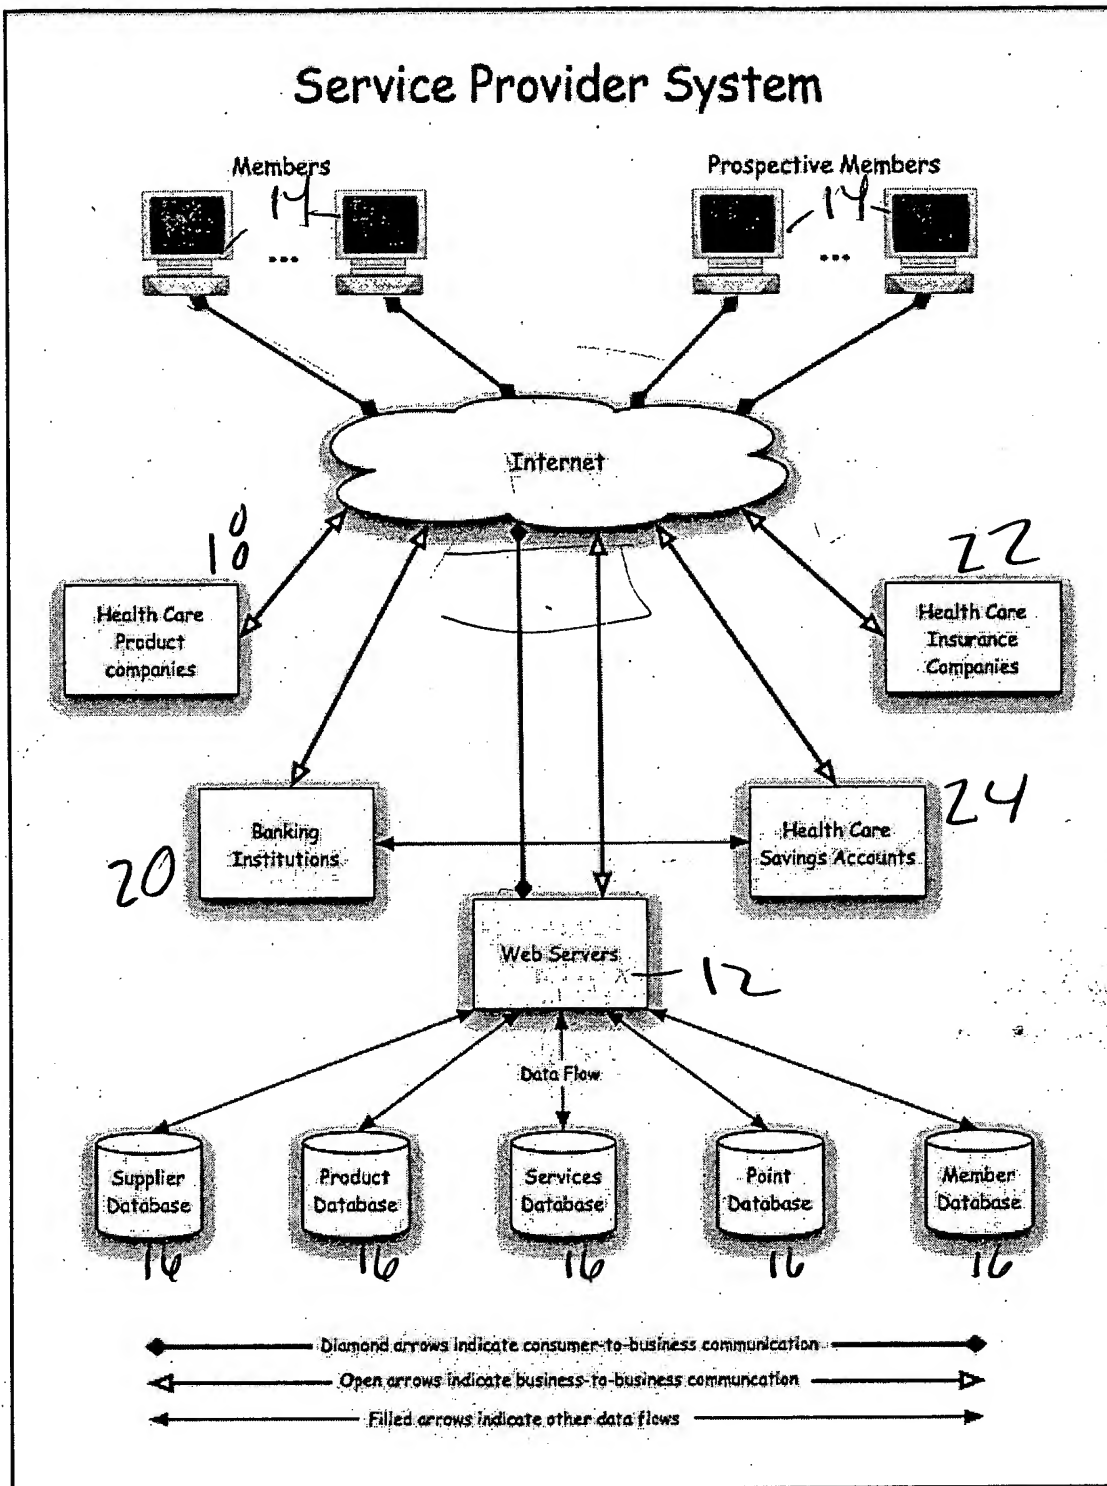 Service Provider System
Members
Prospective Members
14
14
...
...
Internet
18
22
Health Care
Product
companies
Health Care
Insurance
Companies
Banking
Institutions
20
Health Care
Savings Accounts
24
Web Servers
12
Data Flow
Supplier
Database
Product
Database
Services
Database
Point
Database
Member
Database
16
16
16
16
16
Diamond arrows indicate consumer-to-business communication
Open arrows indicate business-to-business communcation
Filled arrows indicate other data flows